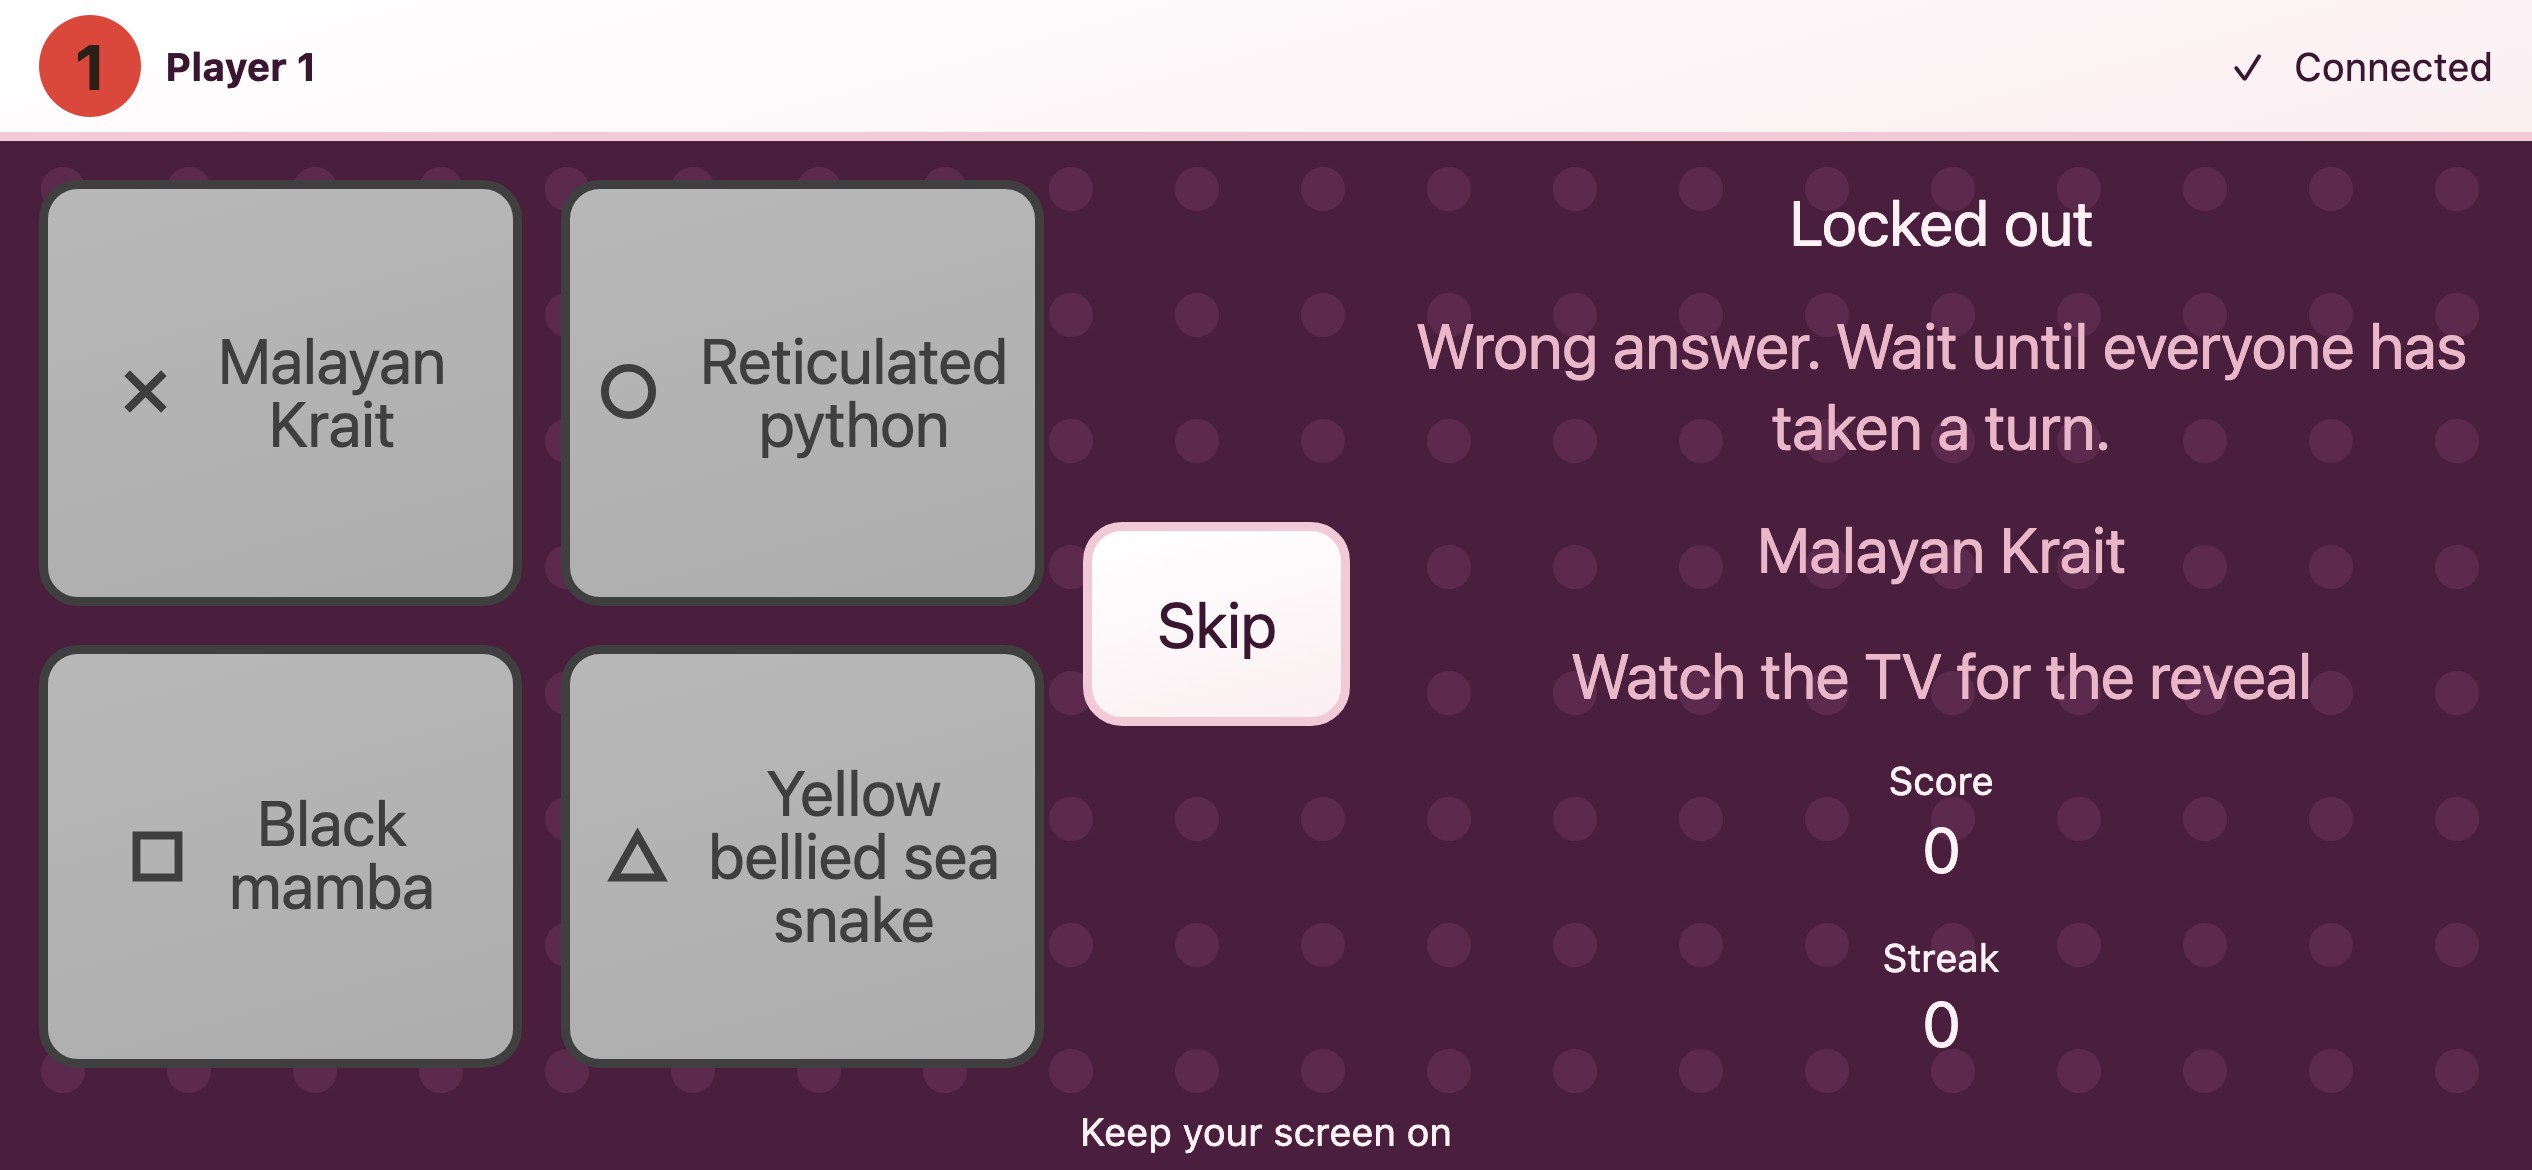 1
Player 1
✓ Connected
Malayan
Krait
Reticulated
python
Black
mamba
Yellow
bellied sea
snake
Skip
Locked out
Wrong answer. Wait until everyone has
taken a turn.
Malayan Krait
Watch the TV for the reveal
Score
0
Streak
0
Keep your screen on